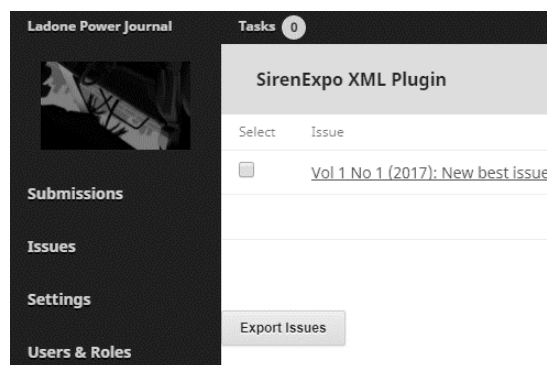 Ladone Power Journal
Tasks 0
SirenExpo XML Plugin
Select Issue
Vol 1 No 1 (2017): New best issue
Submissions
Issues
Settings
Export Issues
Users & Roles